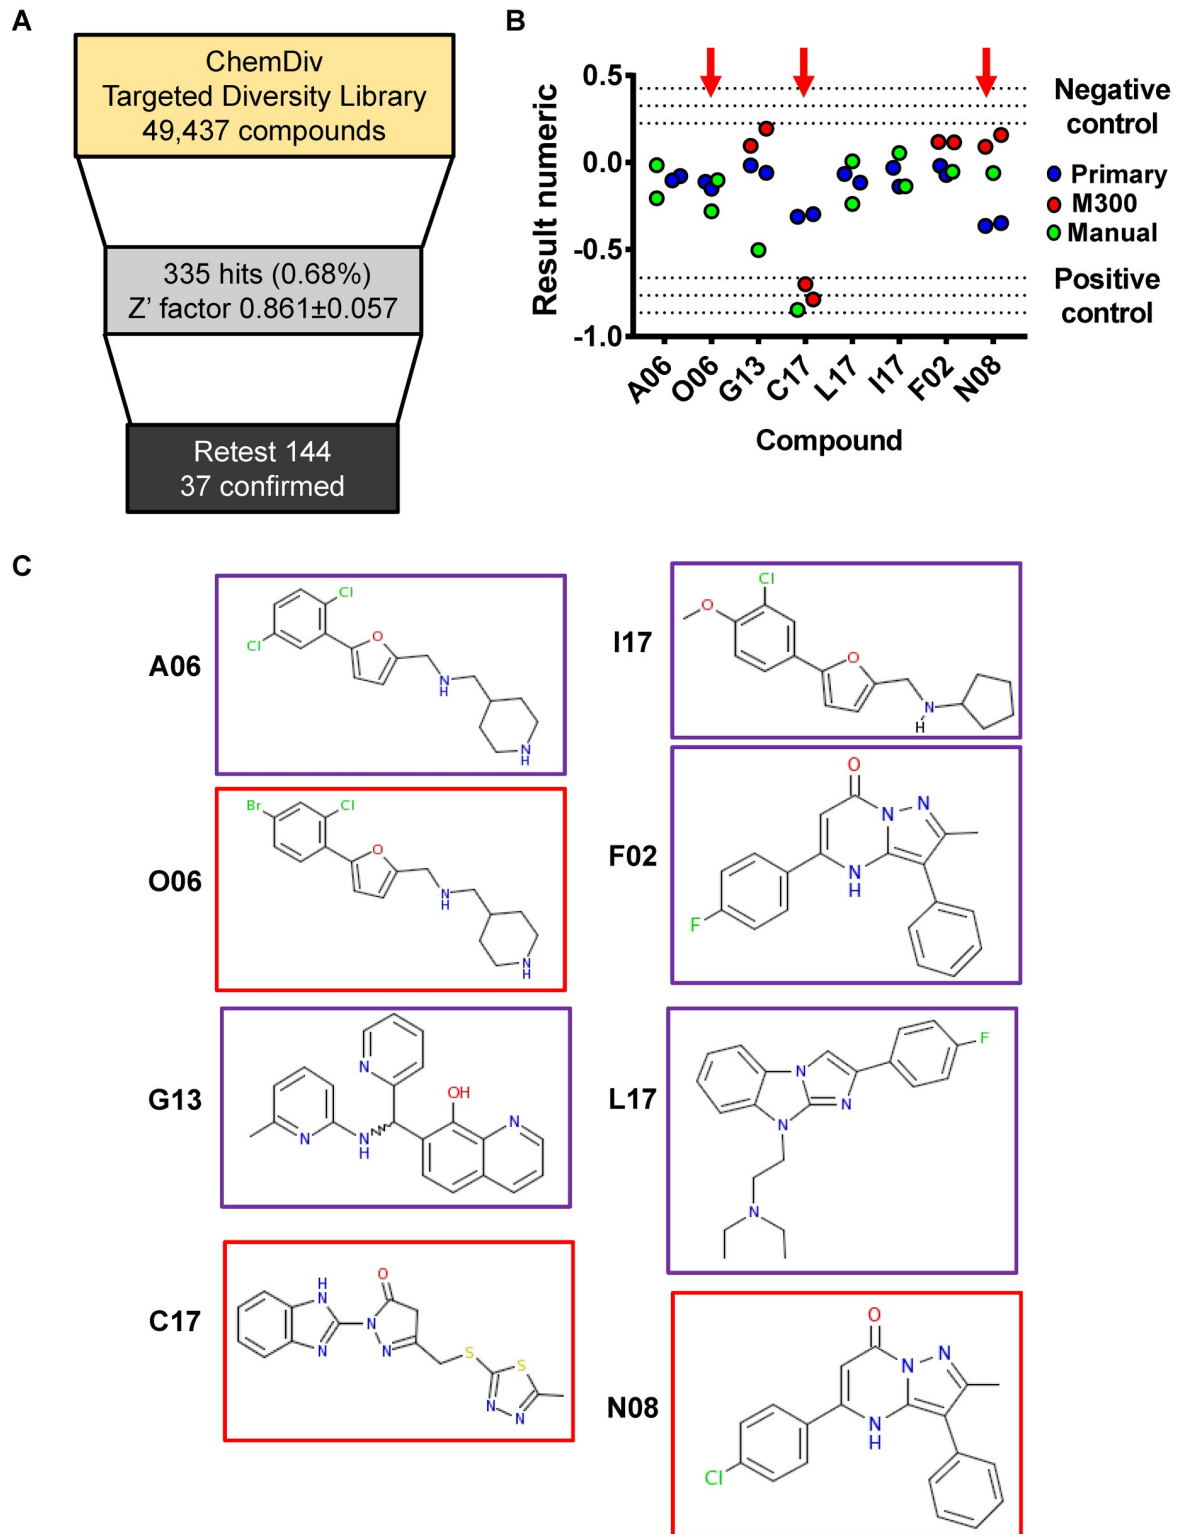 A
ChemDiv
Targeted Diversity Library
49,437 compounds
335 hits (0.68%)
Z' factor 0.861±0.057
Retest 144
37 confirmed
B
Result numeric
0.5
0.0
-0.5
-1.0
A06
O06
G13
C17
L17
I17
F02
N08
Compound
Negative
control
Primary
M300
Manual
Positive
control
C
A06
Cl
Cl
O
N
H
N
H
O06
Br
Cl
O
N
H
N
H
G13
N
OH
N
N
N
H
C17
H
N
N
O
N
N
S
S
N
N
I17
Cl
O
O
N
H
F02
O
N
N
N
H
F
L17
F
N
N
N
N
N08
O
N
N
N
H
Cl